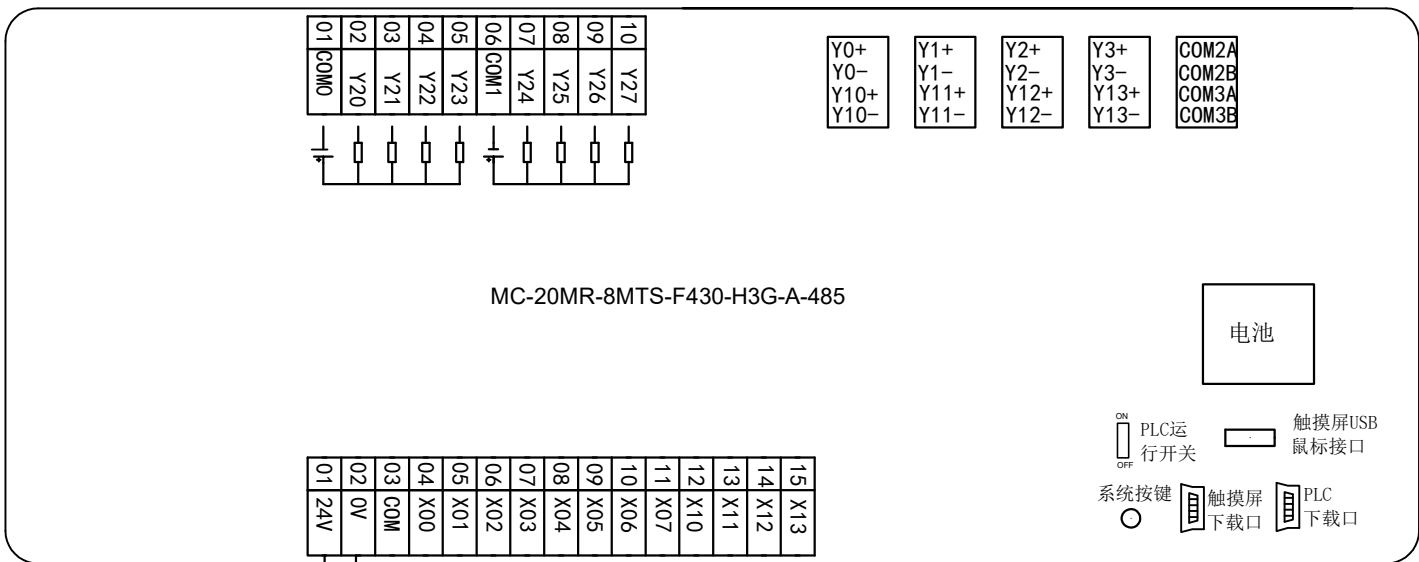 01 02 03 04 05 06 07 08 09 10
COM0 Y20 Y21 Y22 Y23 COM1 Y24 Y25 Y26 Y27
Y0+
Y0-
Y10+
Y10-
Y1+
Y1-
Y11+
Y11-
Y2+
Y2-
Y12+
Y12-
Y3+
Y3-
Y13+
Y13-
COM2A
COM2B
COM3A
COM3B
MC-20MR-8MTS-F430-H3G-A-485
电池
ON
PLC运
行开关
OFF
触摸屏USB
鼠标接口
系统按键
触摸屏
下载口
PLC
下载口
01 02 03 04 05 06 07 08 09 10 11 12 13 14 15
24V 0V COM X00 X01 X02 X03 X04 X05 X06 X07 X10 X11 X12 X13